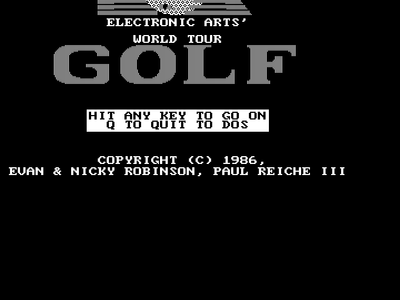 ELECTRONIC ARTS'
WORLD TOUR
GOLF
HIT ANY KEY TO GO ON
Q TO QUIT TO DOS
COPYRIGHT (C) 1986,
EVAN & NICKY ROBINSON, PAUL REICHE III